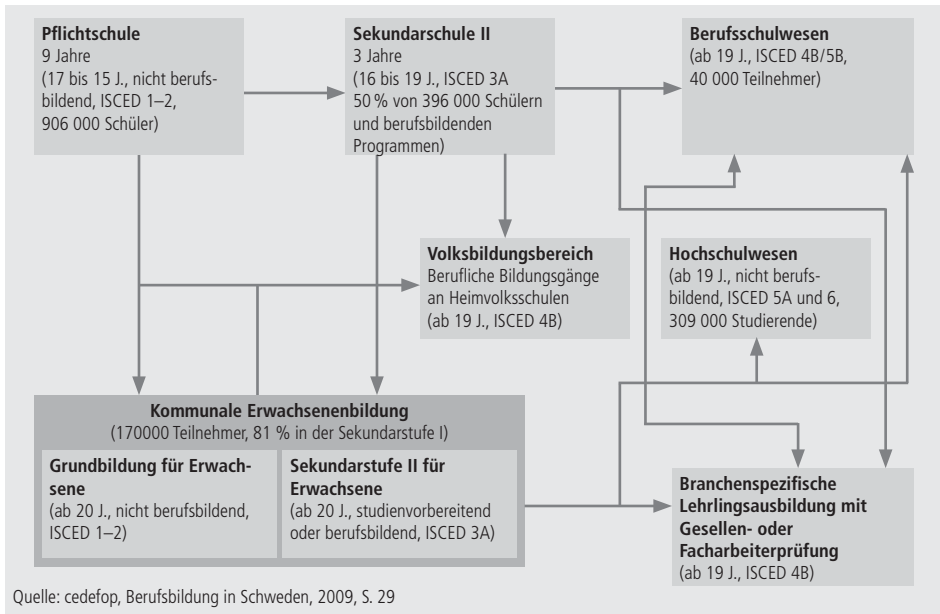 Pflichtschule
9 Jahre
(17 bis 15 J., nicht berufs-
bildend, ISCED 1–2,
906 000 Schüler)
Sekundarschule II
3 Jahre
(16 bis 19 J., ISCED 3A
50 % von 396 000 Schülern
und berufsbildenden
Programmen)
Berufsschulwesen
(ab 19 J., ISCED 4B/5B,
40 000 Teilnehmer)
Volksbildungsbereich
Berufliche Bildungsgänge
an Heimvolksschulen
(ab 19 J., ISCED 4B)
Hochschulwesen
(ab 19 J., nicht berufs-
bildend, ISCED 5A und 6,
309 000 Studierende)
Kommunale Erwachsenenbildung
(170000 Teilnehmer, 81 % in der Sekundarstufe I)
Grundbildung für Erwach-
sene
(ab 20 J., nicht berufsbildend,
ISCED 1–2)
Sekundarstufe II für
Erwachsene
(ab 20 J., studienvorbereitend
oder berufsbildend, ISCED 3A)
Branchenspezifische
Lehrlingsausbildung mit
Gesellen- oder
Facharbeiterprüfung
(ab 19 J., ISCED 4B)
Quelle: cedefop, Berufsbildung in Schweden, 2009, S. 29